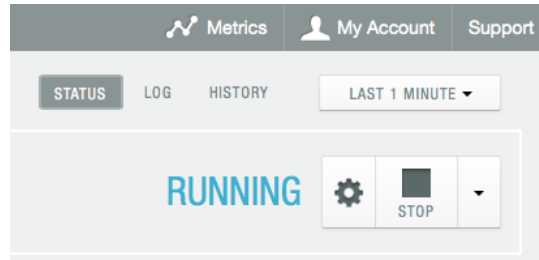 Metrics My Account Support
STATUS LOG HISTORY LAST 1 MINUTE
RUNNING
STOP